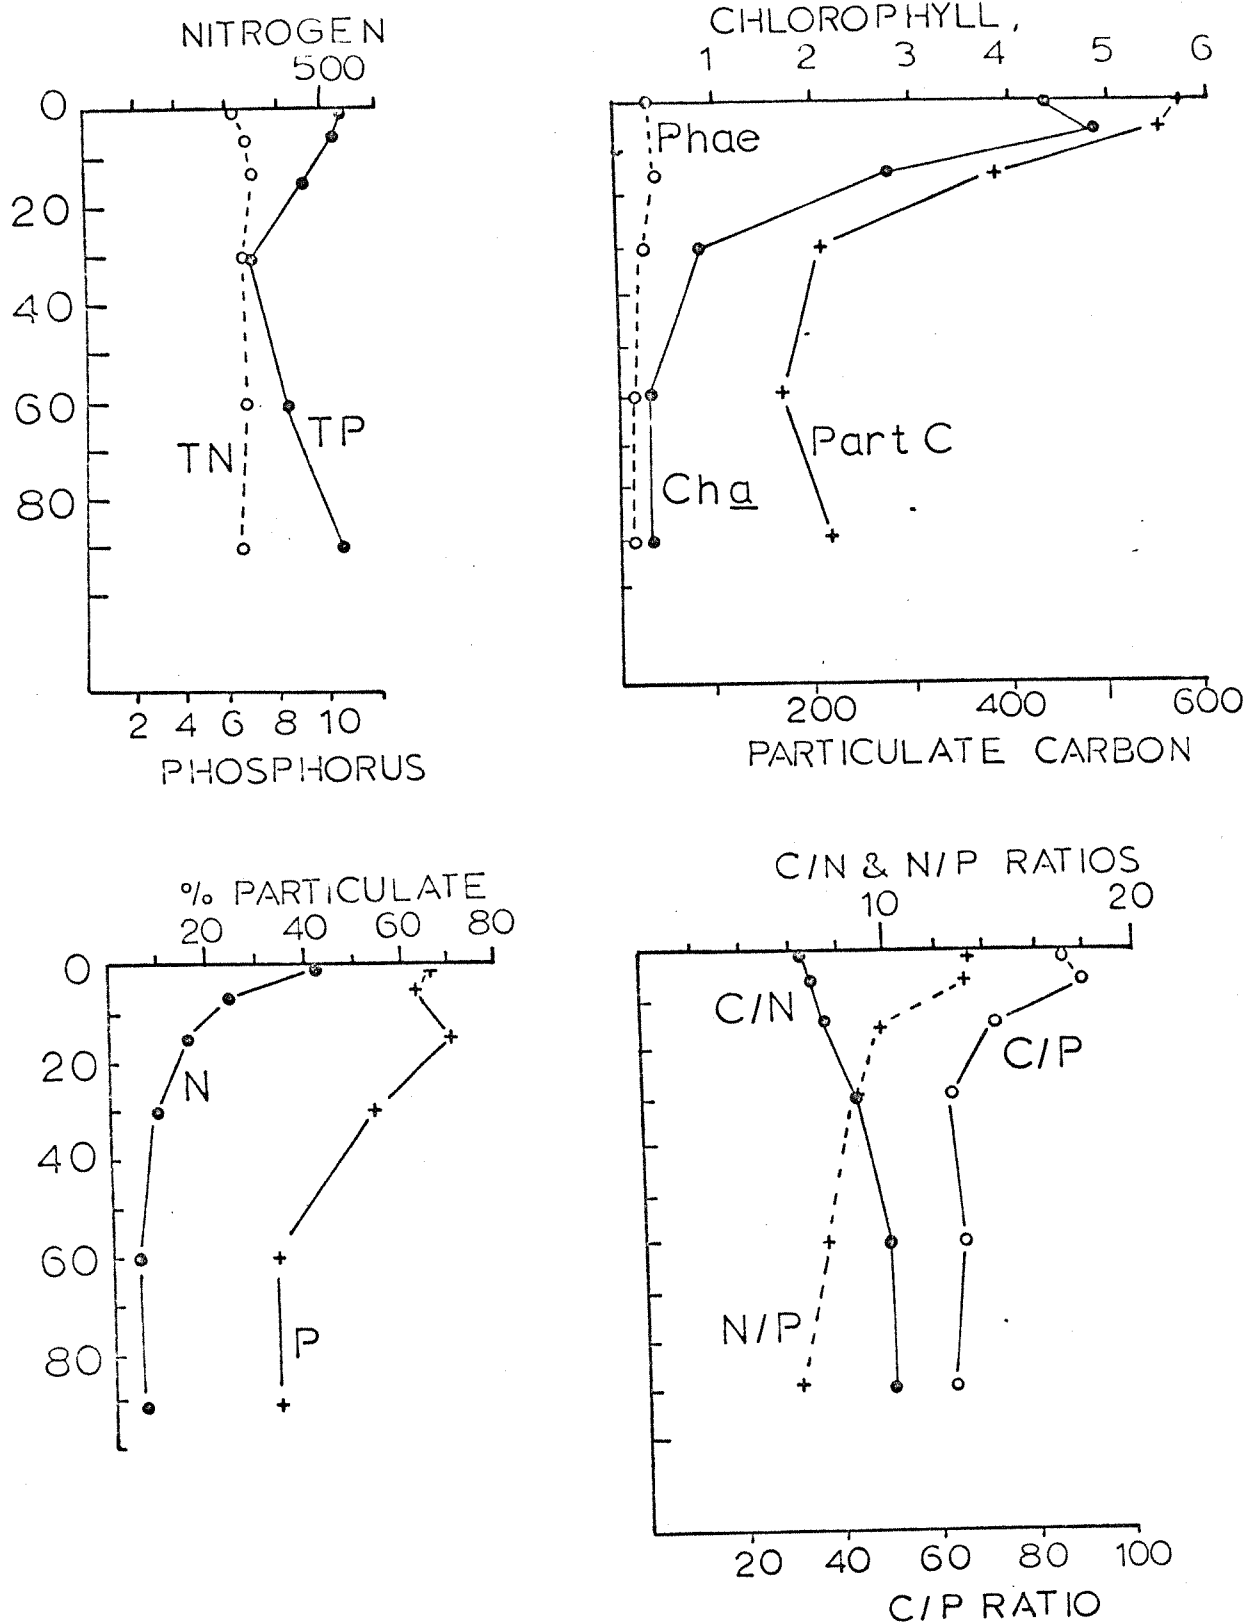 NITROGEN
500
0
20
40
60
80
TN
TP
2 4 6 8 10
PHOSPHORUS
CHLOROPHYLL,
1 2 3 4 5 6
Phae
Part C
Cha
200 400 600
PARTICULATE CARBON
% PARTICULATE
20 40 60 80
0
20
40
60
80
N
P
C/N & N/P RATIOS
10 20
C/N
C/P
N/P
20 40 60 80 100
C/P RATIO